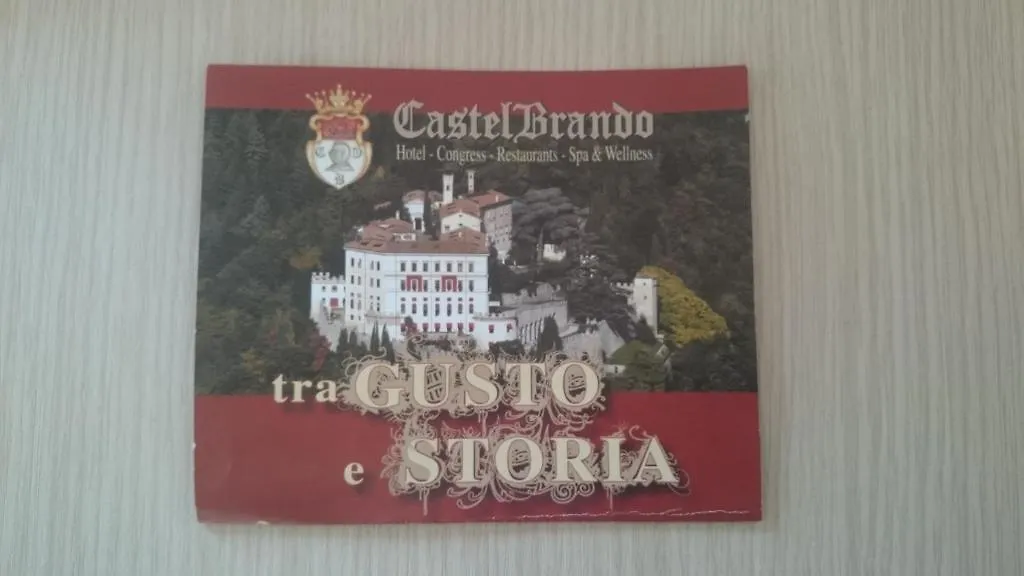 CastelBrando
Hotel - Congress - Restaurants - Spa & Wellness
C D
B
tra GUSTO
e STORIA